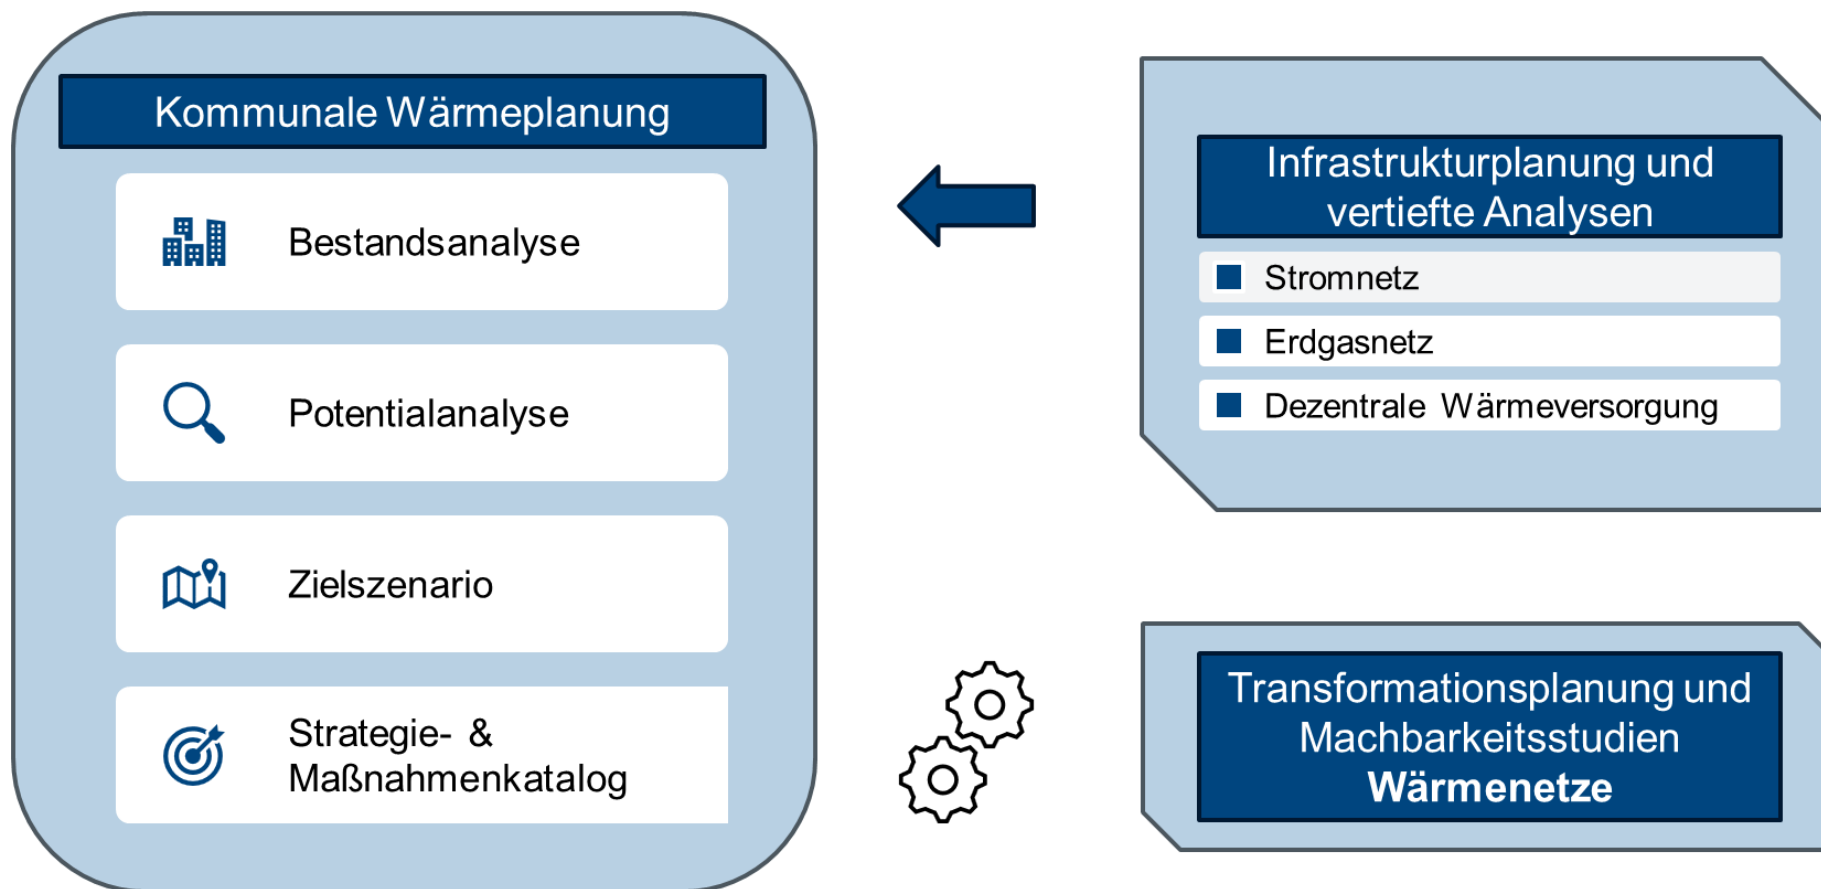 Kommunale Wärmeplanung
Bestandsanalyse
Potentialanalyse
Zielszenario
Strategie- &
Maßnahmenkatalog
Infrastrukturplanung und
vertiefte Analysen
Stromnetz
Erdgasnetz
Dezentrale Wärmeversorgung
Transformationsplanung und
Machbarkeitsstudien
Wärmenetze